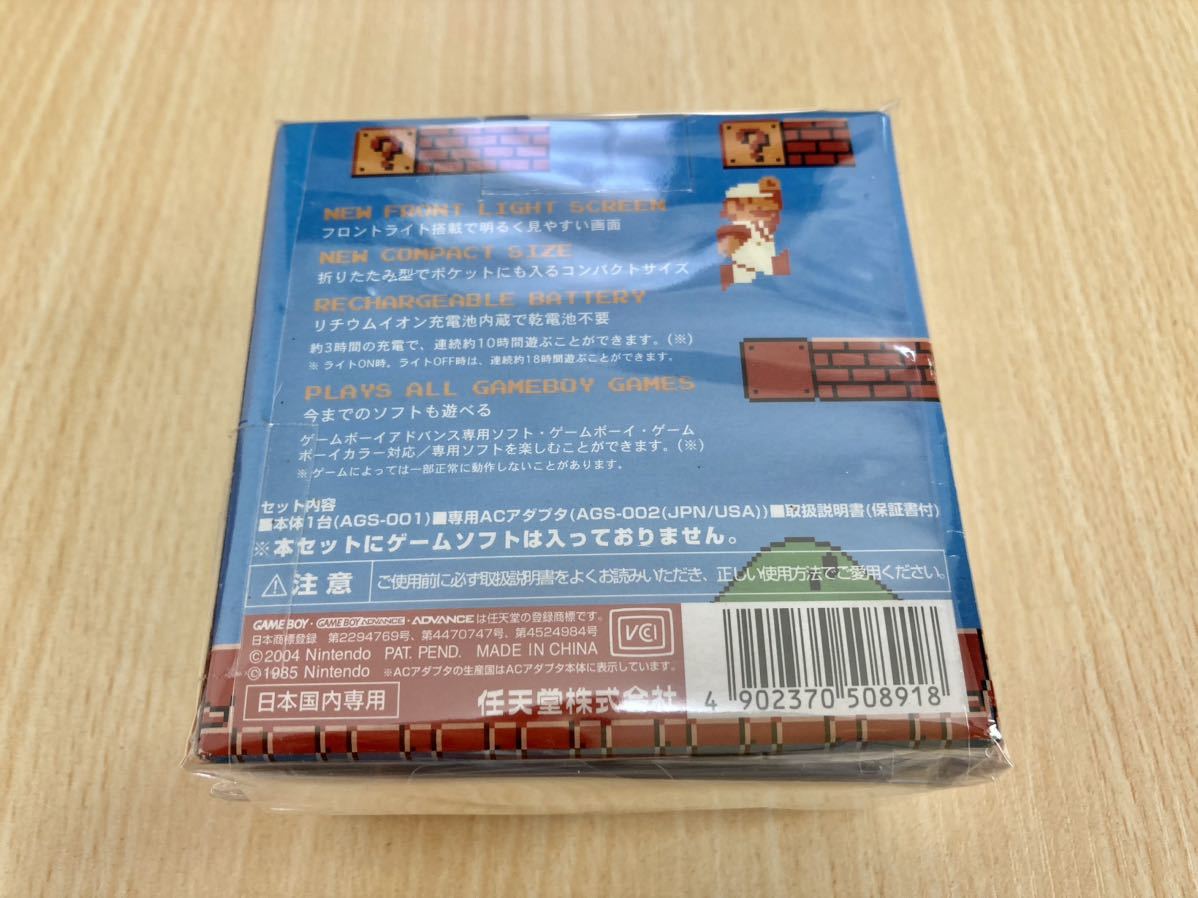 NEW FRONT LIGHT SCREEN
フロントライト搭載で明るく見やすい画面
NEW COMPACT SIZE
折りたたみ型でポケットにも入るコンパクトサイズ
RECHARGEABLE BATTERY
リチウムイオン充電池内蔵で乾電池不要
約3時間の充電で、連続約10時間遊ぶことができます。(※)
※ ライトON時。ライトOFF時は、連続約18時間遊ぶことができます。
PLAYS ALL GAMEBOY GAMES
今までのソフトも遊べる
ゲームボーイアドバンス専用ソフト・ゲームボーイ・ゲーム
ボーイカラー対応/専用ソフトを楽しむことができます。(※)
※ゲームによっては一部正常に動作しないことがあります。
セット内容
■本体1台(AGS-001)■専用ACアダプタ(AGS-002(JPN/USA))■取扱説明書(保証書付)
※本セットにゲームソフトは入っておりません。
⚠注意 ご使用前に必ず取扱説明書をよくお読みいただき、正しい使用方法でご愛用ください。
GAMEBOY・GAMEBOY ADVANCE・ADVANCEは任天堂の登録商標です。
日本商標登録 第2294769号、第4470747号、第4524984号
©2004 Nintendo PAT. PEND. MADE IN CHINA
©1985 Nintendo ※ACアダプタの生産国はACアダプタ本体に表示しています。
VCCI
日本国内専用
任天堂株式会社
4 902370 508918